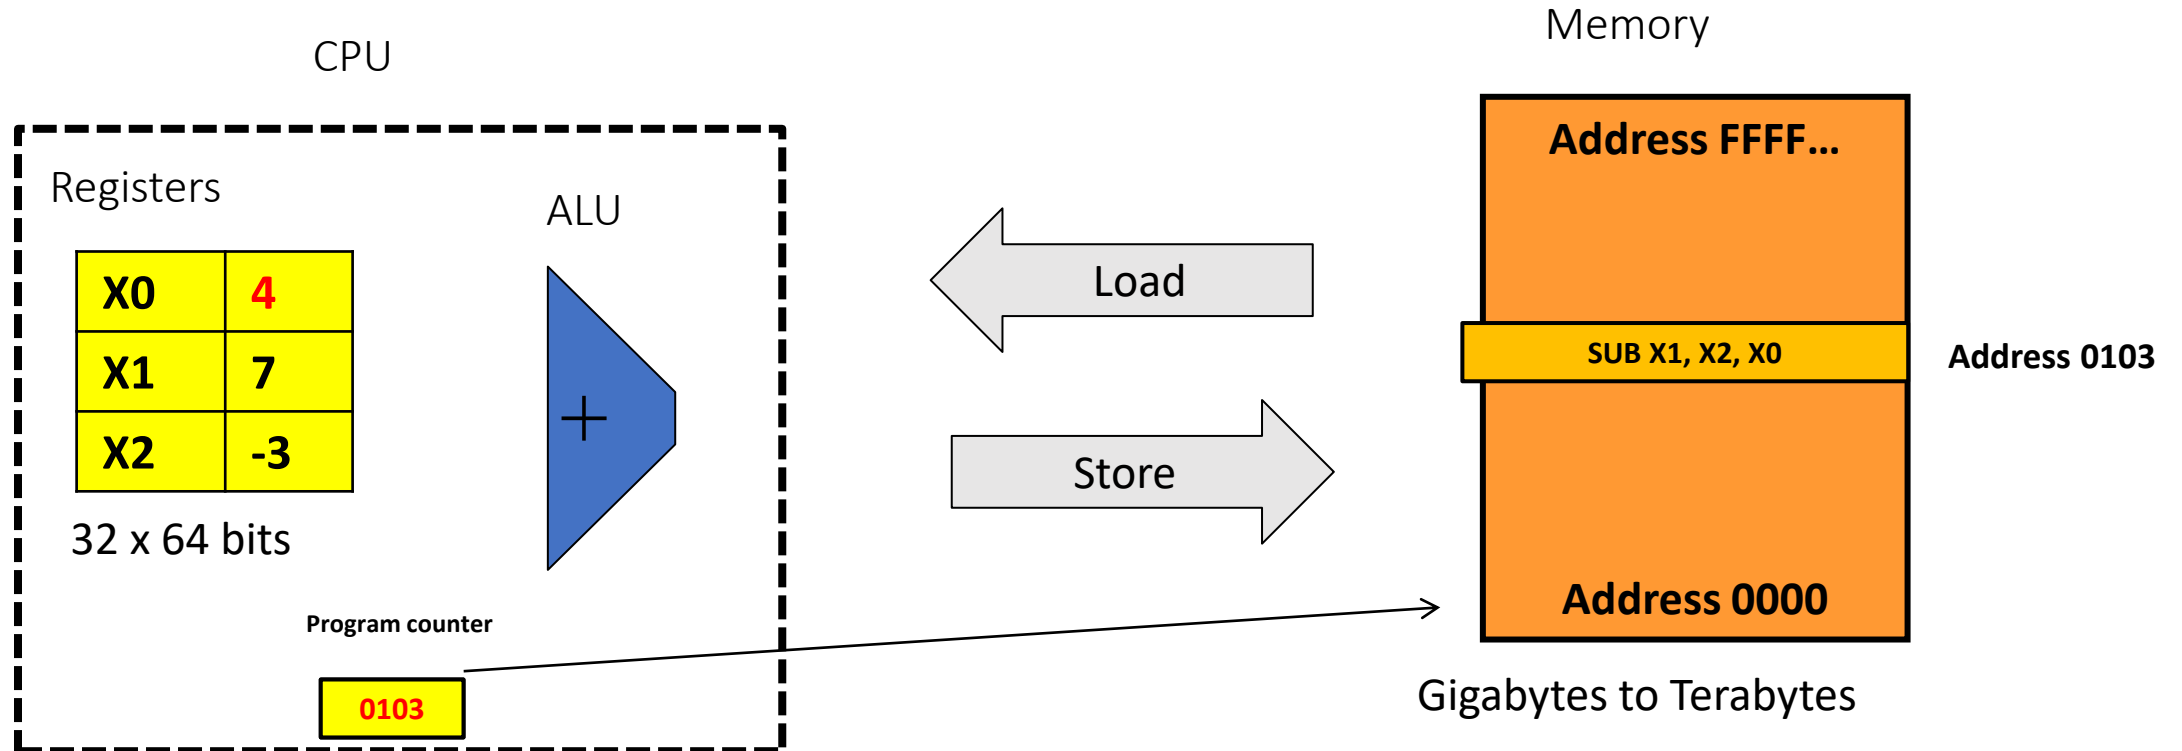 CPU
Memory
Registers
ALU
X0 4
X1 7
X2 -3
32 x 64 bits
+
Program counter
0103
Load
Store
Address FFFF...
SUB X1, X2, X0
Address 0103
Address 0000
Gigabytes to Terabytes